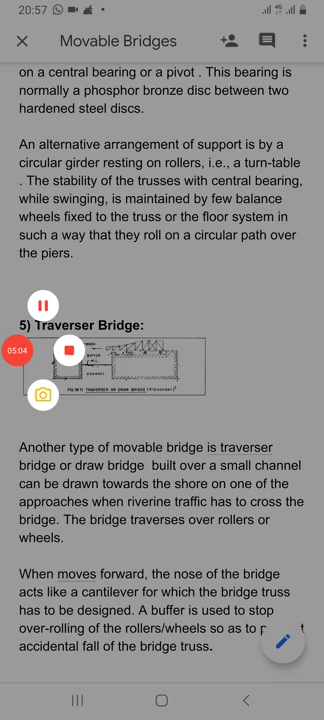 20:57
4G
Movable Bridges
on a central bearing or a pivot . This bearing is
normally a phosphor bronze disc between two
hardened steel discs.
An alternative arrangement of support is by a
circular girder resting on rollers, i.e., a turn-table
. The stability of the trusses with central bearing,
while swinging, is maintained by few balance
wheels fixed to the truss or the floor system in
such a way that they roll on a circular path over
the piers.
5) Traverser Bridge:
05:04
BUFFER
CHANNEL
TRAVERSER OR DRAW BRIDGE (Alexander)
Another type of movable bridge is traverser
bridge or draw bridge built over a small channel
can be drawn towards the shore on one of the
approaches when riverine traffic has to cross the
bridge. The bridge traverses over rollers or
wheels.
When moves forward, the nose of the bridge
acts like a cantilever for which the bridge truss
has to be designed. A buffer is used to stop
over-rolling of the rollers/wheels so as to p t
accidental fall of the bridge truss.